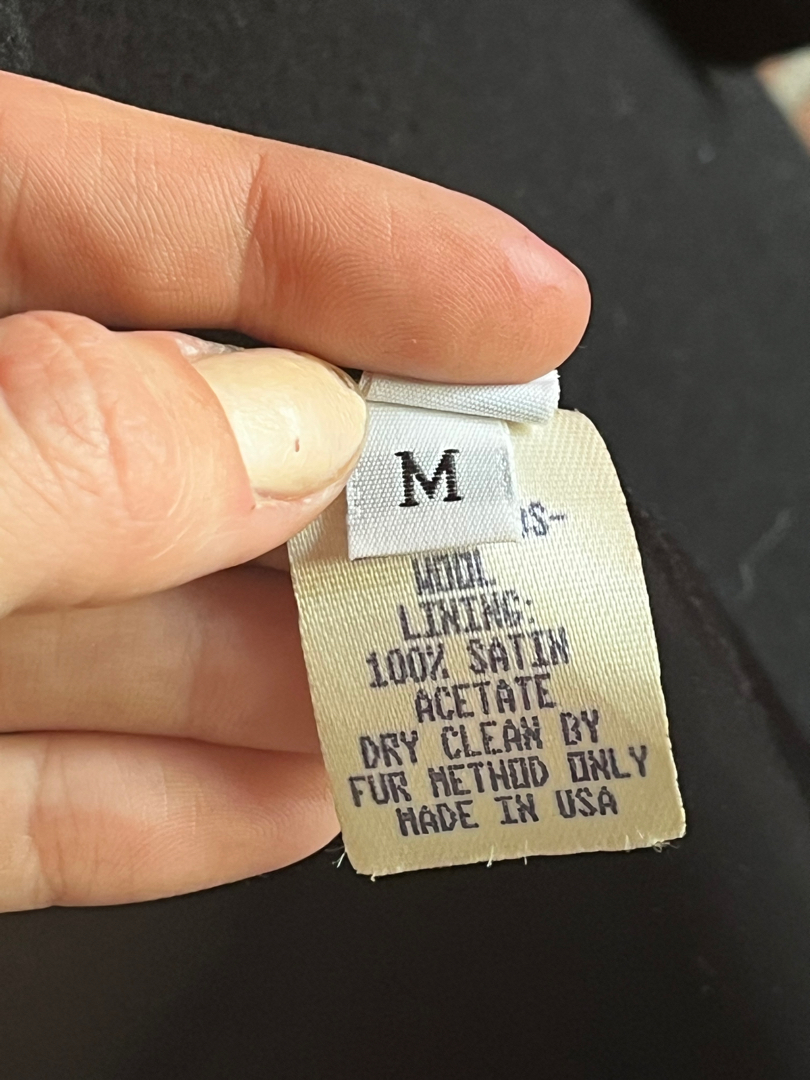 M
WOOL
LINING:
100% SATIN
ACETATE
DRY CLEAN BY
FUR METHOD ONLY
MADE IN USA